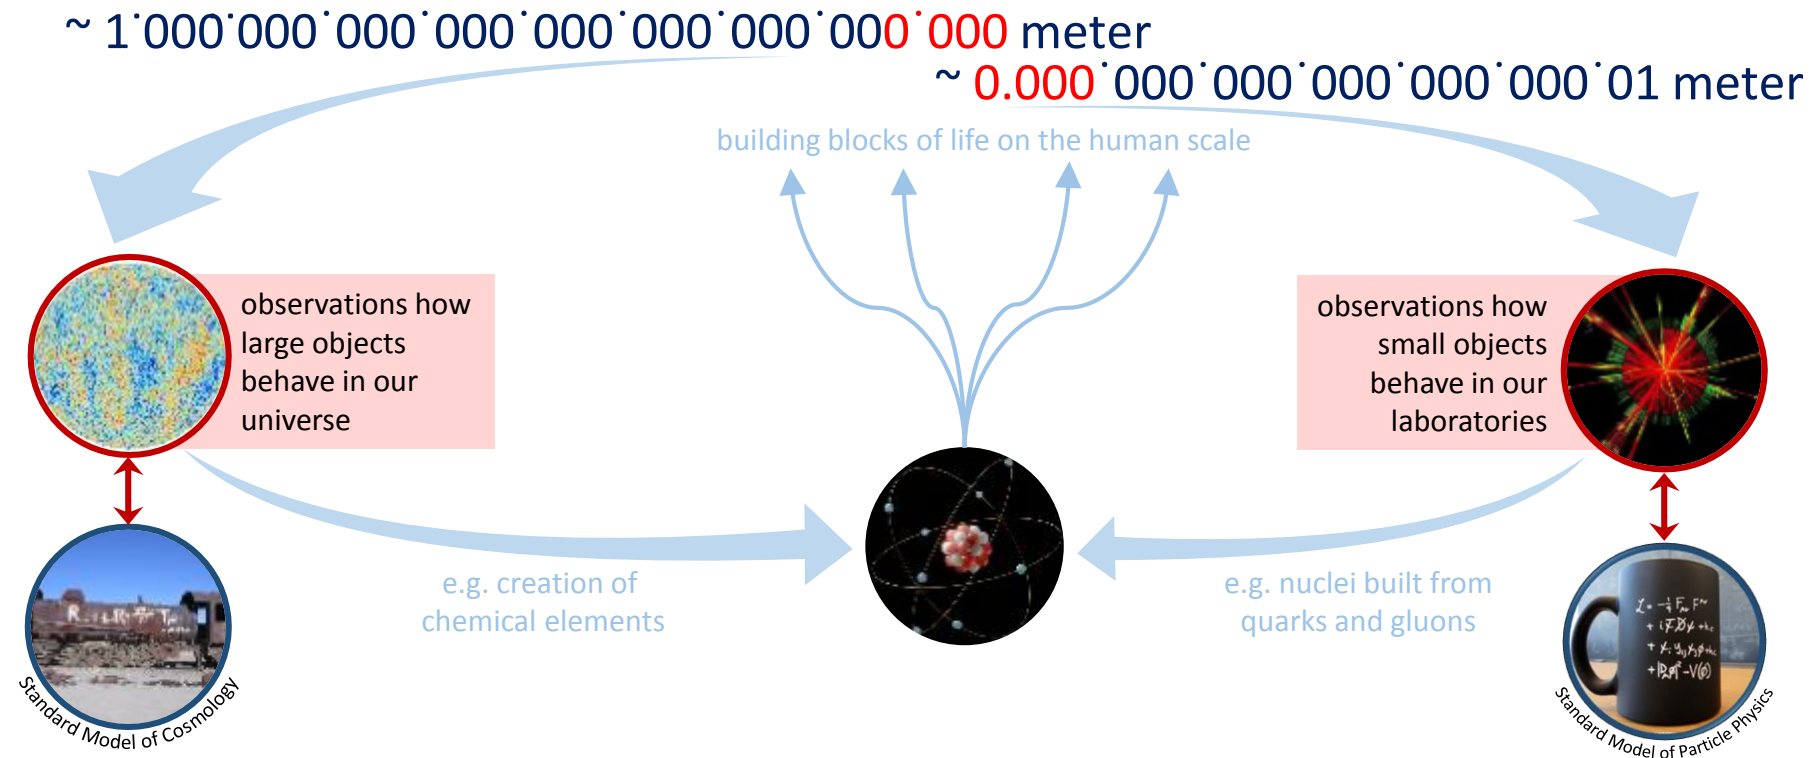 ~ 1˙000˙000˙000˙000˙000˙000˙000˙000˙000 meter
~ 0.000˙000˙000˙000˙000˙000˙01 meter
building blocks of life on the human scale
observations how
large objects
behave in our
universe
observations how
small objects
behave in our
laboratories
e.g. creation of
chemical elements
e.g. nuclei built from
quarks and gluons
Standard Model of Cosmology
Standard Model of Particle Physics